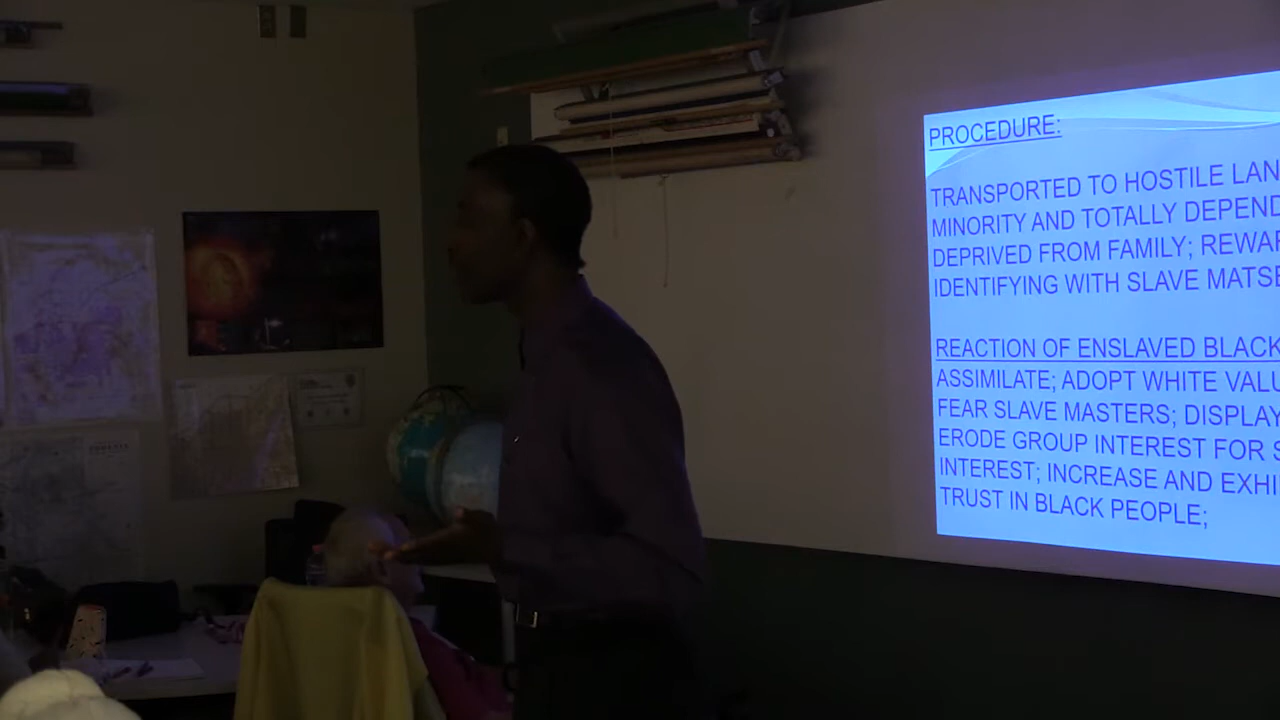 PROCEDURE:
TRANSPORTED TO HOSTILE LAN
MINORITY AND TOTALLY DEPEND
DEPRIVED FROM FAMILY; REWAR
IDENTIFYING WITH SLAVE MATSE
REACTION OF ENSLAVED BLACK
ASSIMILATE; ADOPT WHITE VALU
FEAR SLAVE MASTERS; DISPLAY
ERODE GROUP INTEREST FOR S
INTEREST; INCREASE AND EXHI
TRUST IN BLACK PEOPLE;